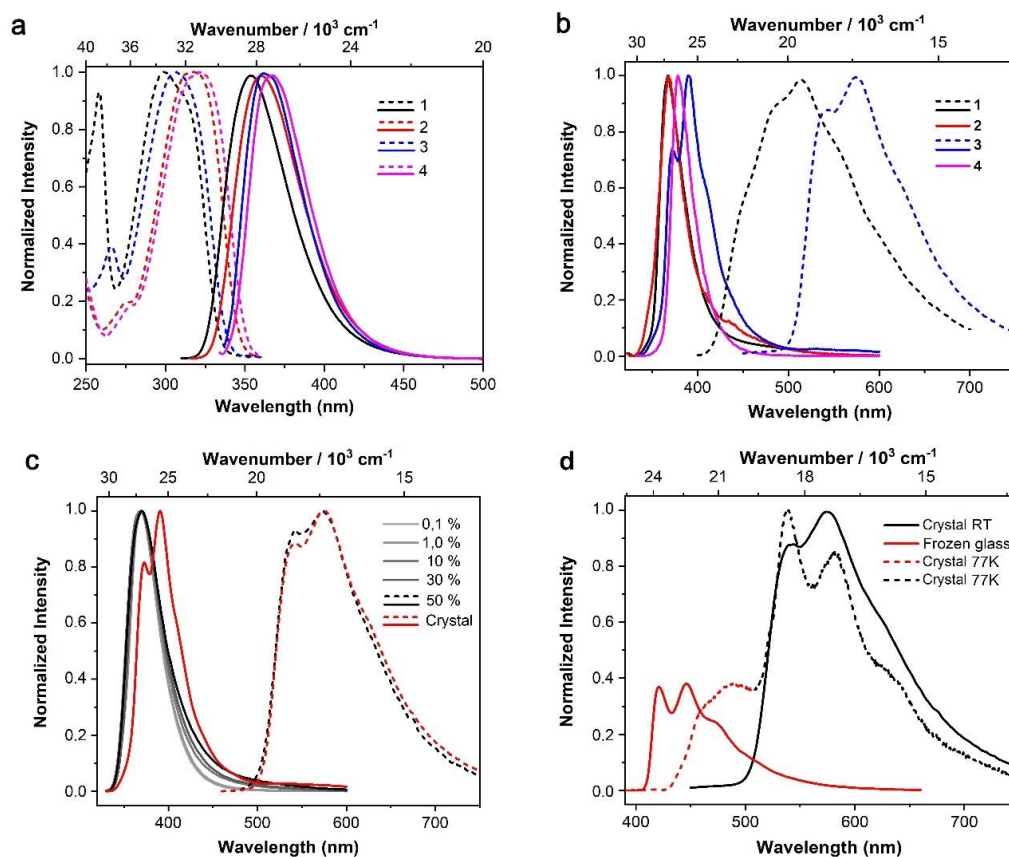 a
Wavenumber / 10³ cm⁻¹
40 36 32 28 24 20
1.0
0.8
0.6
0.4
0.2
0.0
Normalized Intensity
1
2
3
4
250 300 350 400 450 500
Wavelength (nm)
b
Wavenumber / 10³ cm⁻¹
30 25 20 15
1.0
0.8
0.6
0.4
0.2
0.0
Normalized Intensity
1
2
3
4
400 500 600 700
Wavelength (nm)
c
Wavenumber / 10³ cm⁻¹
30 25 20 15
1.0
0.8
0.6
0.4
0.2
0.0
Normalized Intensity
0,1 %
1,0 %
10 %
30 %
50 %
Crystal
400 500 600 700
Wavelength (nm)
d
Wavenumber / 10³ cm⁻¹
24 21 18 15
1.0
0.8
0.6
0.4
0.2
0.0
Normalized Intensity
Crystal RT
Frozen glass
Crystal 77K
Crystal 77K
400 500 600 700
Wavelength (nm)